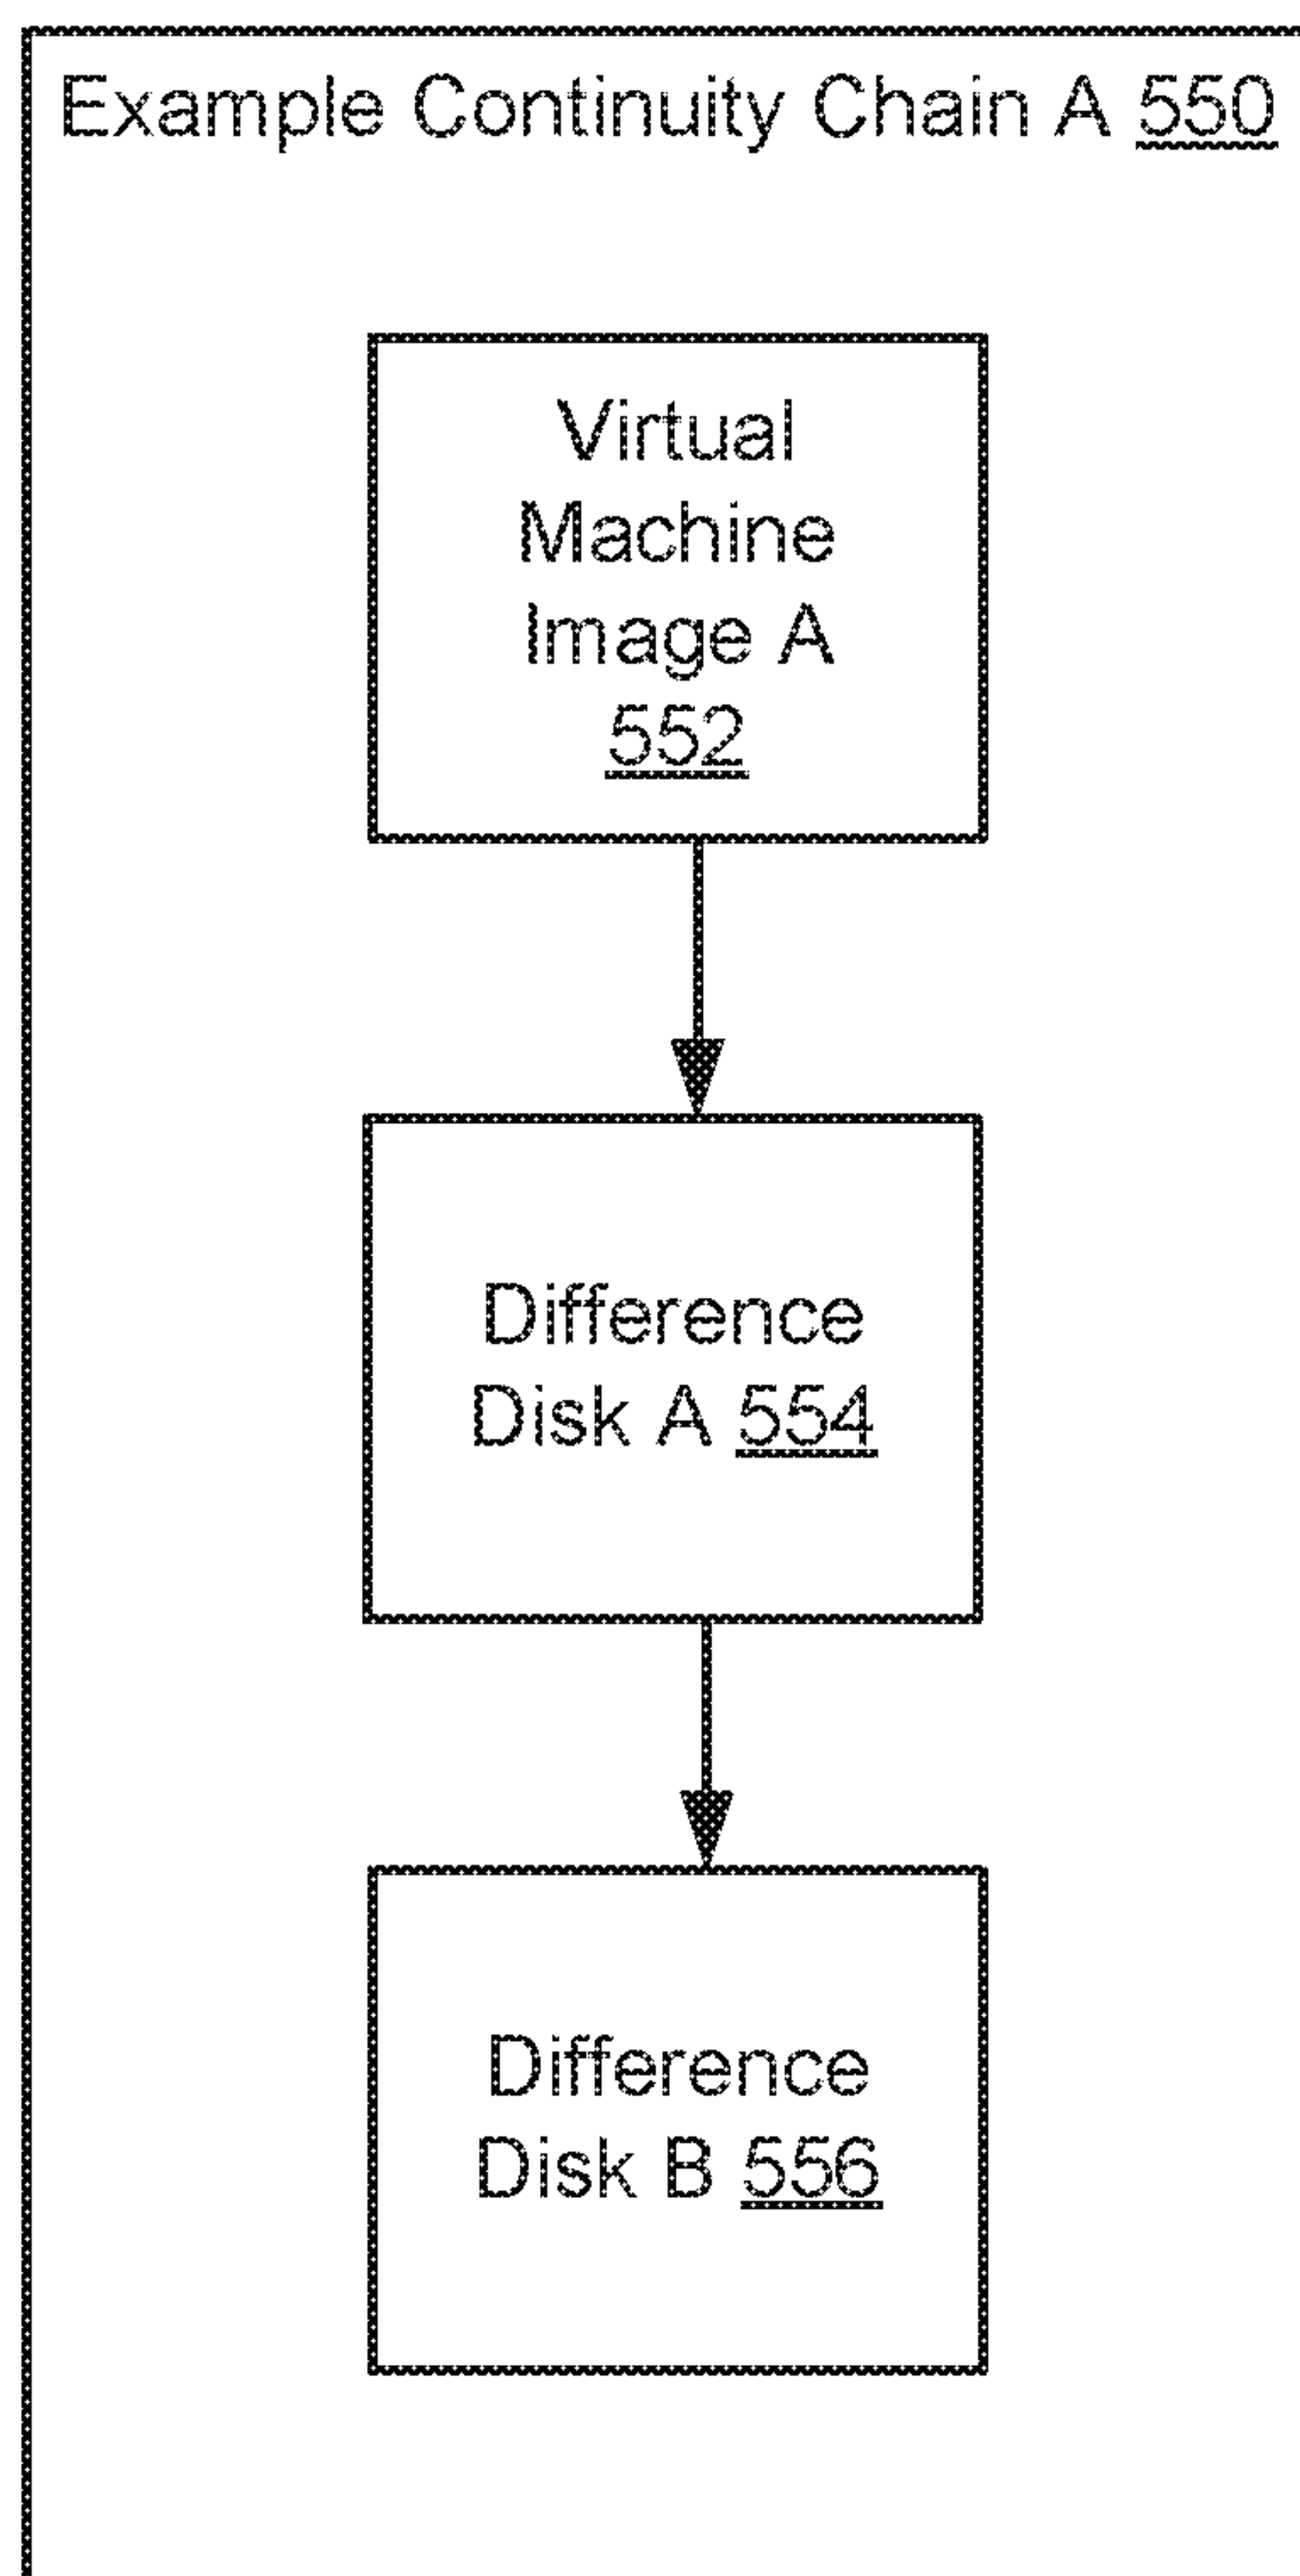 Example Continuity Chain A 550
Virtual
Machine
Image A
552
Difference
Disk A 554
Difference
Disk B 556